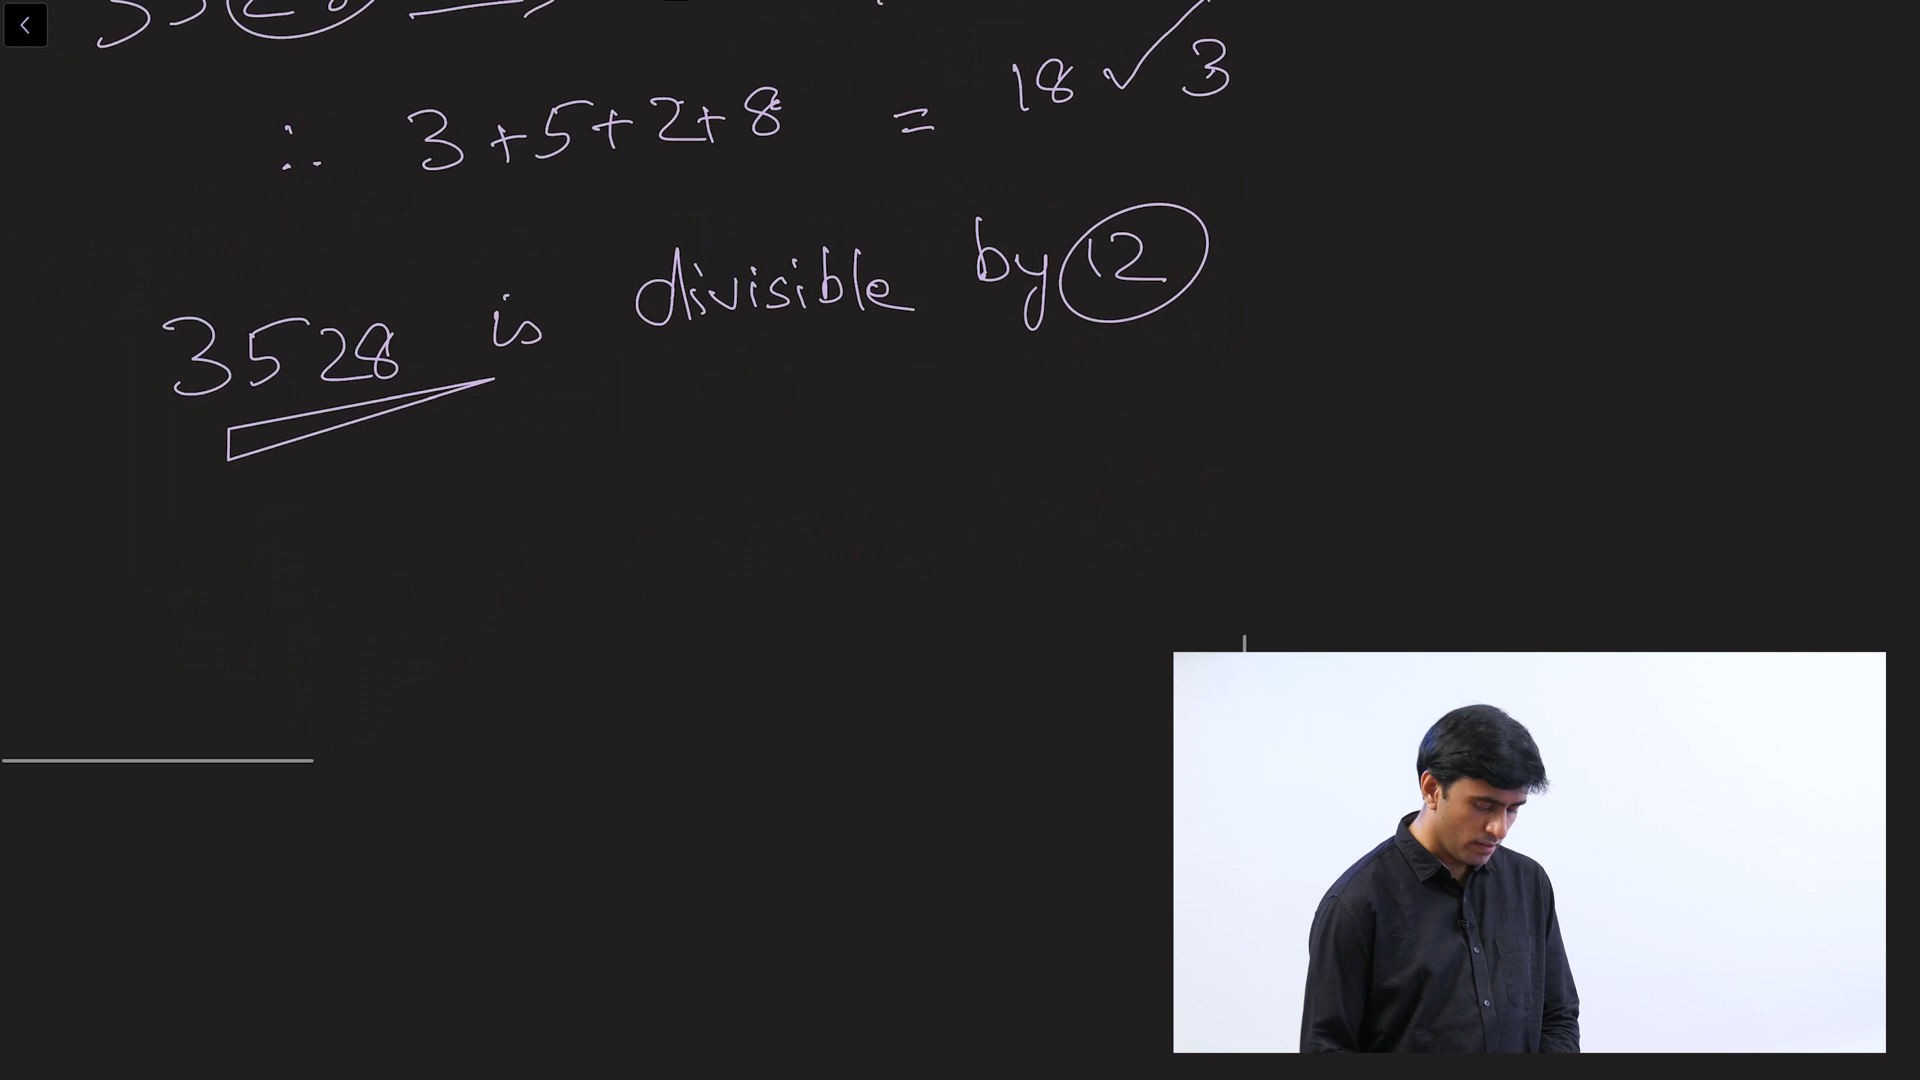 ∴ 3+5+2+8 = 18 ✓ 3
3528 is divisible by 12